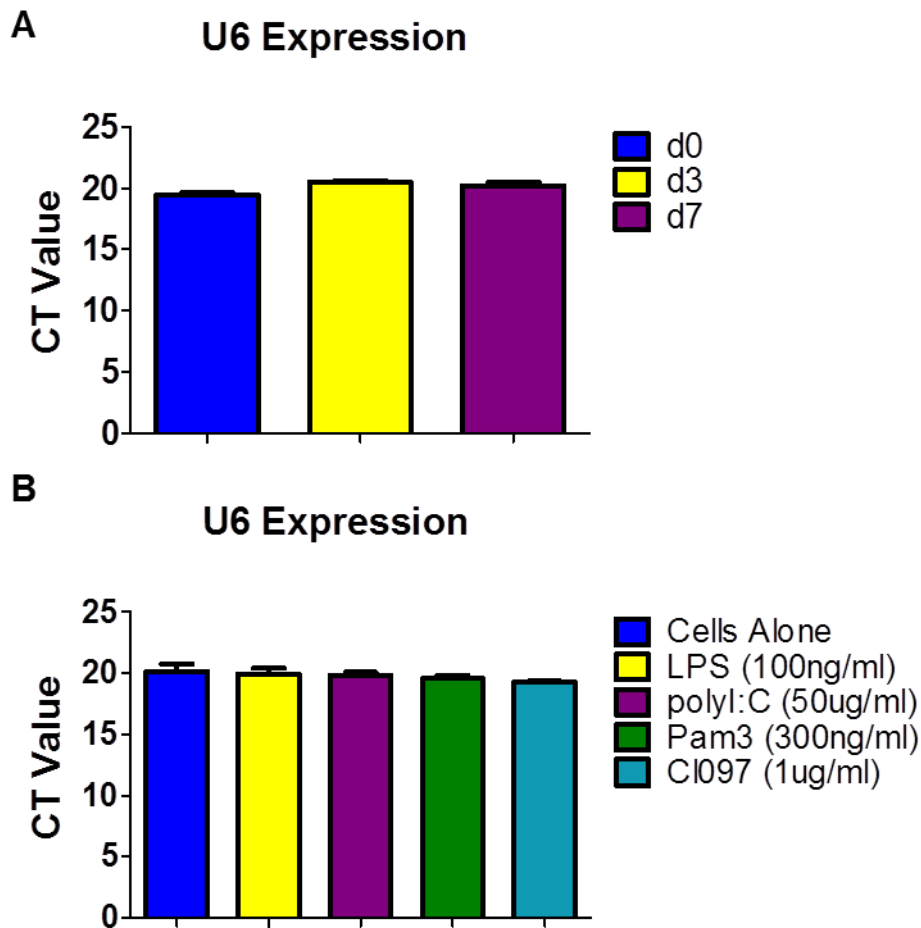 A
U6 Expression
CT Value
25
20
15
10
5
0
d0
d3
d7
B
U6 Expression
CT Value
25
20
15
10
5
0
Cells Alone
LPS (100ng/ml)
polyI:C (50ug/ml)
Pam3 (300ng/ml)
Cl097 (1ug/ml)